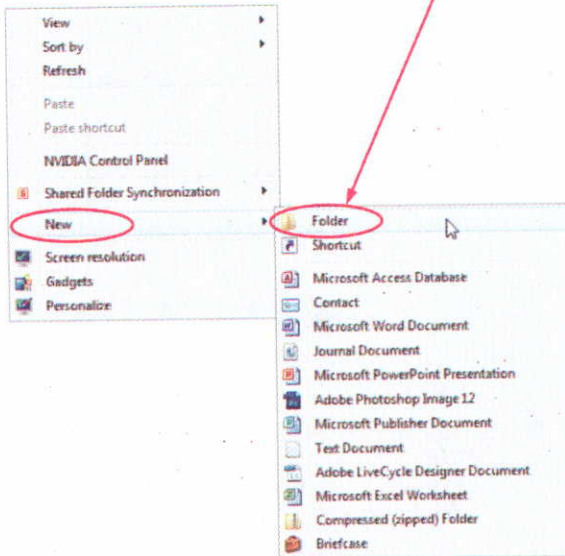 View
Sort by
Refresh
Paste
Paste shortcut
NVIDIA Control Panel
Shared Folder Synchronization
New
Screen resolution
Gadgets
Personalize
Folder
Shortcut
Microsoft Access Database
Contact
Microsoft Word Document
Journal Document
Microsoft PowerPoint Presentation
Adobe Photoshop Image 12
Microsoft Publisher Document
Text Document
Adobe LiveCycle Designer Document
Microsoft Excel Worksheet
Compressed (zipped) Folder
Briefcase